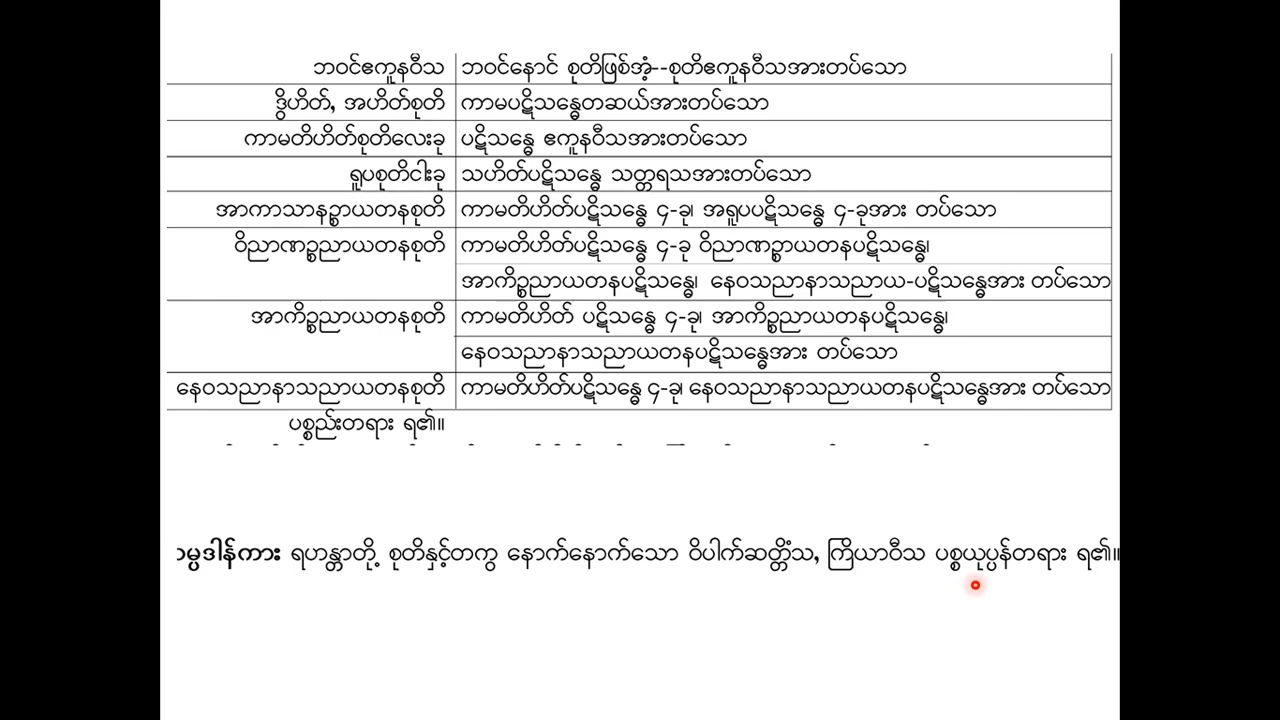 ဘဝင်ဧကူနဝီသ ဘဝင်နောင် စုတိဖြစ်အံ့--စုတိဧကူနဝီသအားတပ်သော
ဒွိဟိတ်, အဟိတ်စုတိ ကာမပဋိသန္ဓေတဆယ်အားတပ်သော
ကာမတိဟိတ်စုတိလေးခု ပဋိသန္ဓေ ဧကူနဝီသအားတပ်သော
ရူပစုတိငါးခု သဟိတ်ပဋိသန္ဓေ သတ္တရသအားတပ်သော
အာကာသာနဉ္စာယတနစုတိ ကာမတိဟိတ်ပဋိသန္ဓေ ၄-ခု၊ အရူပပဋိသန္ဓေ ၄-ခုအား တပ်သော
ဝိညာဏဉ္စညာယတနစုတိ ကာမတိဟိတ်ပဋိသန္ဓေ ၄-ခု ဝိညာဏဉ္စာယတနပဋိသန္ဓေ၊
အာကိဉ္စညာယတနပဋိသန္ဓေ၊ နေဝသညာနာသညာယ-ပဋိသန္ဓေအား တပ်သော
အာကိဉ္စညာယတနစုတိ ကာမတိဟိတ် ပဋိသန္ဓေ ၄-ခု၊ အာကိဉ္စညာယတနပဋိသန္ဓေ၊
နေဝသညာနာသညာယတနပဋိသန္ဓေအား တပ်သော
နေဝသညာနာသညာယတနစုတိ ကာမတိဟိတ်ပဋိသန္ဓေ ၄-ခု၊ နေဝသညာနာသညာယတနပဋိသန္ဓေအား တပ်သော
ပစ္စည်းတရား ရ၏။
ရဟန္တာတို့ စုတိနှင့်တကွ နောက်နောက်သော ဝိပါက်ဆတ္တိံသ, ကြိယာဝီသ ပစ္စယုပ္ပန်တရား ရ၏။